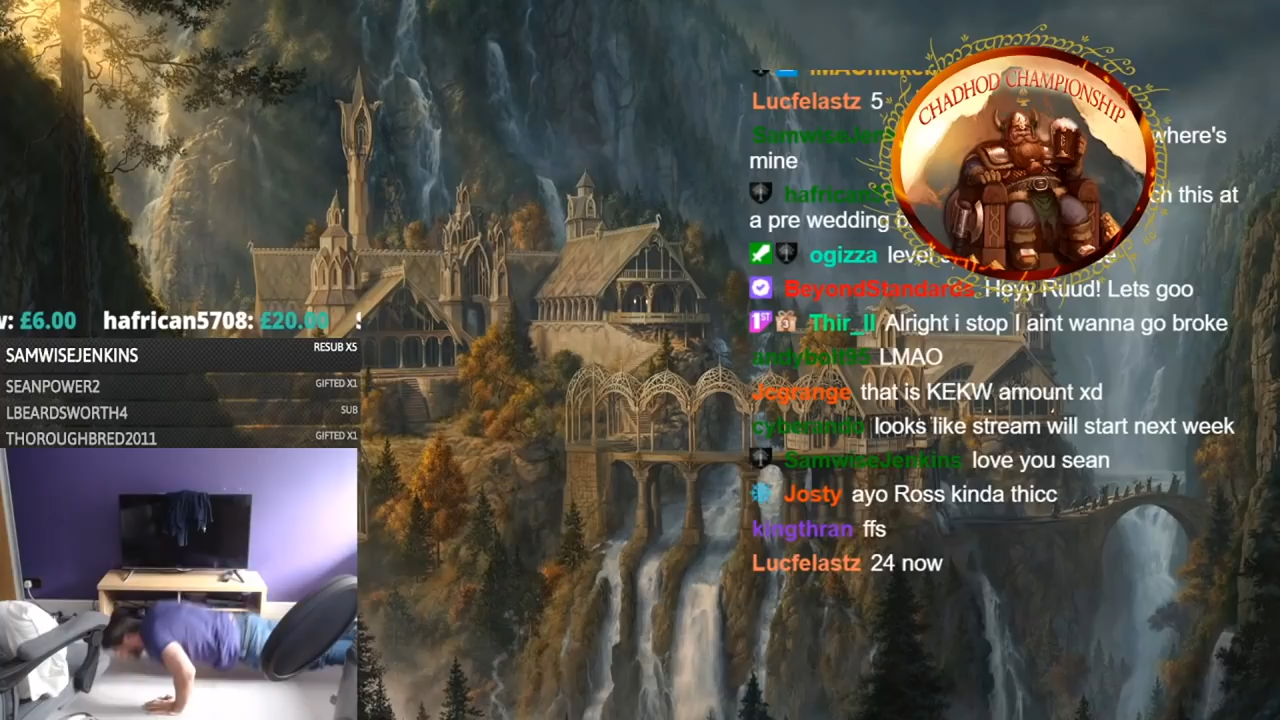 CHADHOD CHAMPIONSHIP
Lucfelastz 5
where's
mine
this at
a pre wedding
ogizza
BeyondStandards Heyy Ruud! Lets goo
Thir_II Alright i stop I aint wanna go broke
andybolt95 LMAO
Jcgrange that is KEKW amount xd
cyberando looks like stream will start next week
SamwiseJenkins love you sean
Josty ayo Ross kinda thicc
kingthran ffs
Lucfelastz 24 now
£6.00 hafrican5708: £20.00
SAMWISEJENKINS RESUB X5
SEANPOWER2 GIFTED X1
LBEARDSWORTH4 SUB
THOROUGHBRED2011 GIFTED X1